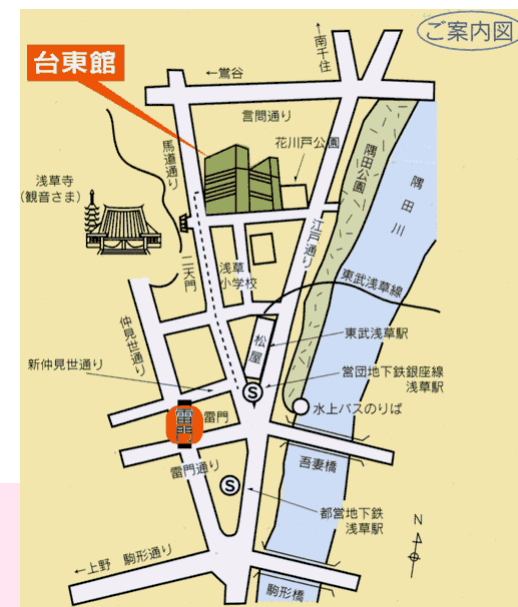 ご案内図
↑南千住
台東館
←鶯谷
言問通り
馬道通り
花川戸公園
隅田公園
隅田川
浅草寺
(観音さま)
江戸通り
二天門
浅草
小学校
東武浅草線
仲見世通り
松屋
東武浅草駅
新仲見世通り
営団地下鉄銀座線
浅草駅
S
水上バスのりば
雷門
雷門
吾妻橋
雷門通り
S
都営地下鉄
浅草駅
N
←上野 駒形通り
駒形橋